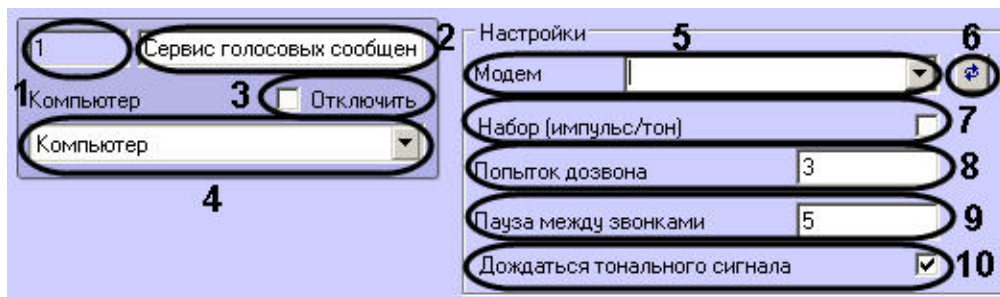 1
Сервис голосовых сообщен
2
1
Компьютер
3
Отключить
Компьютер
4
Настройки
5
6
Модем
Набор (импульс/тон)
7
Попыток дозвона
3
8
Пауза между звонками
5
9
Дождаться тонального сигнала
10